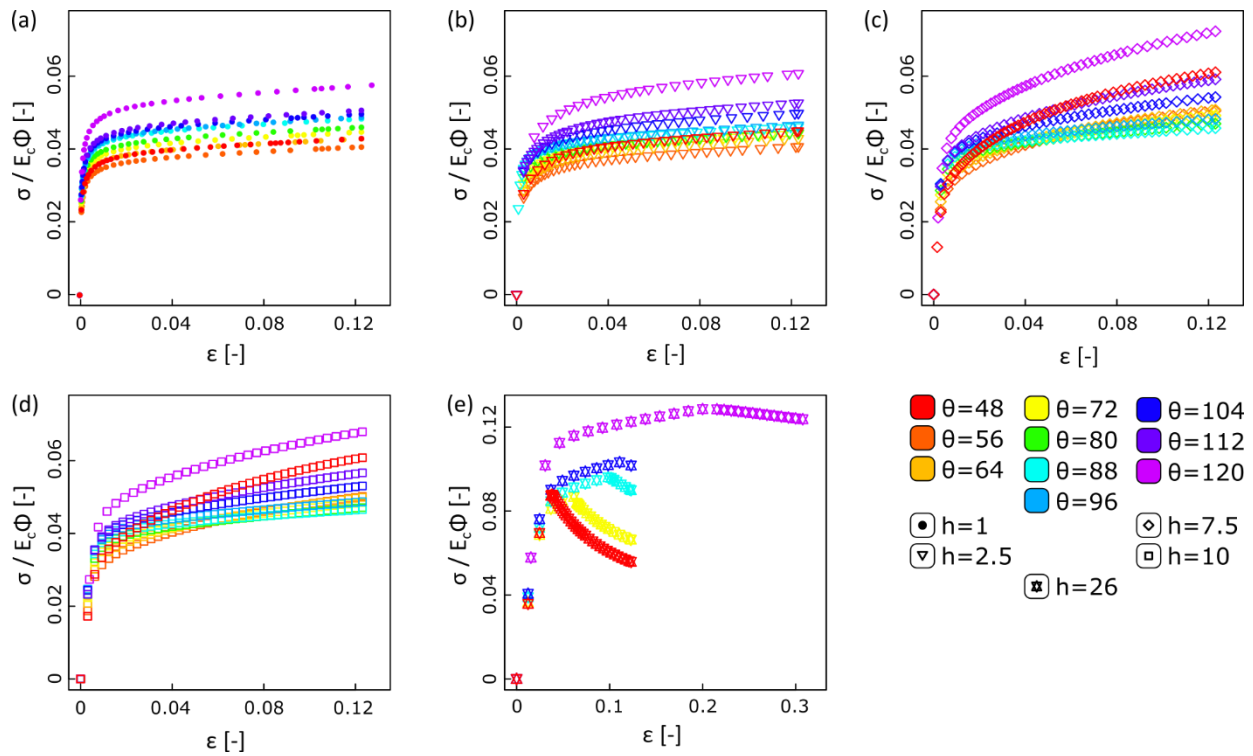 (a)
σ / E_cΦ [-]
0.06
0.04
0.02
0
0 0.04 0.08 0.12
ε [-]
(b)
σ / E_cΦ [-]
0.06
0.04
0.02
0
0 0.04 0.08 0.12
ε [-]
(c)
σ / E_cΦ [-]
0.06
0.04
0.02
0
0 0.04 0.08 0.12
ε [-]
(d)
σ / E_cΦ [-]
0.06
0.04
0.02
0
0 0.04 0.08 0.12
ε [-]
(e)
σ / E_cΦ [-]
0.12
0.08
0.04
0
0 0.1 0.2 0.3
ε [-]
θ=48 θ=72 θ=104
θ=56 θ=80 θ=112
θ=64 θ=88 θ=120
θ=96
h=1 h=7.5
h=2.5 h=10
h=26